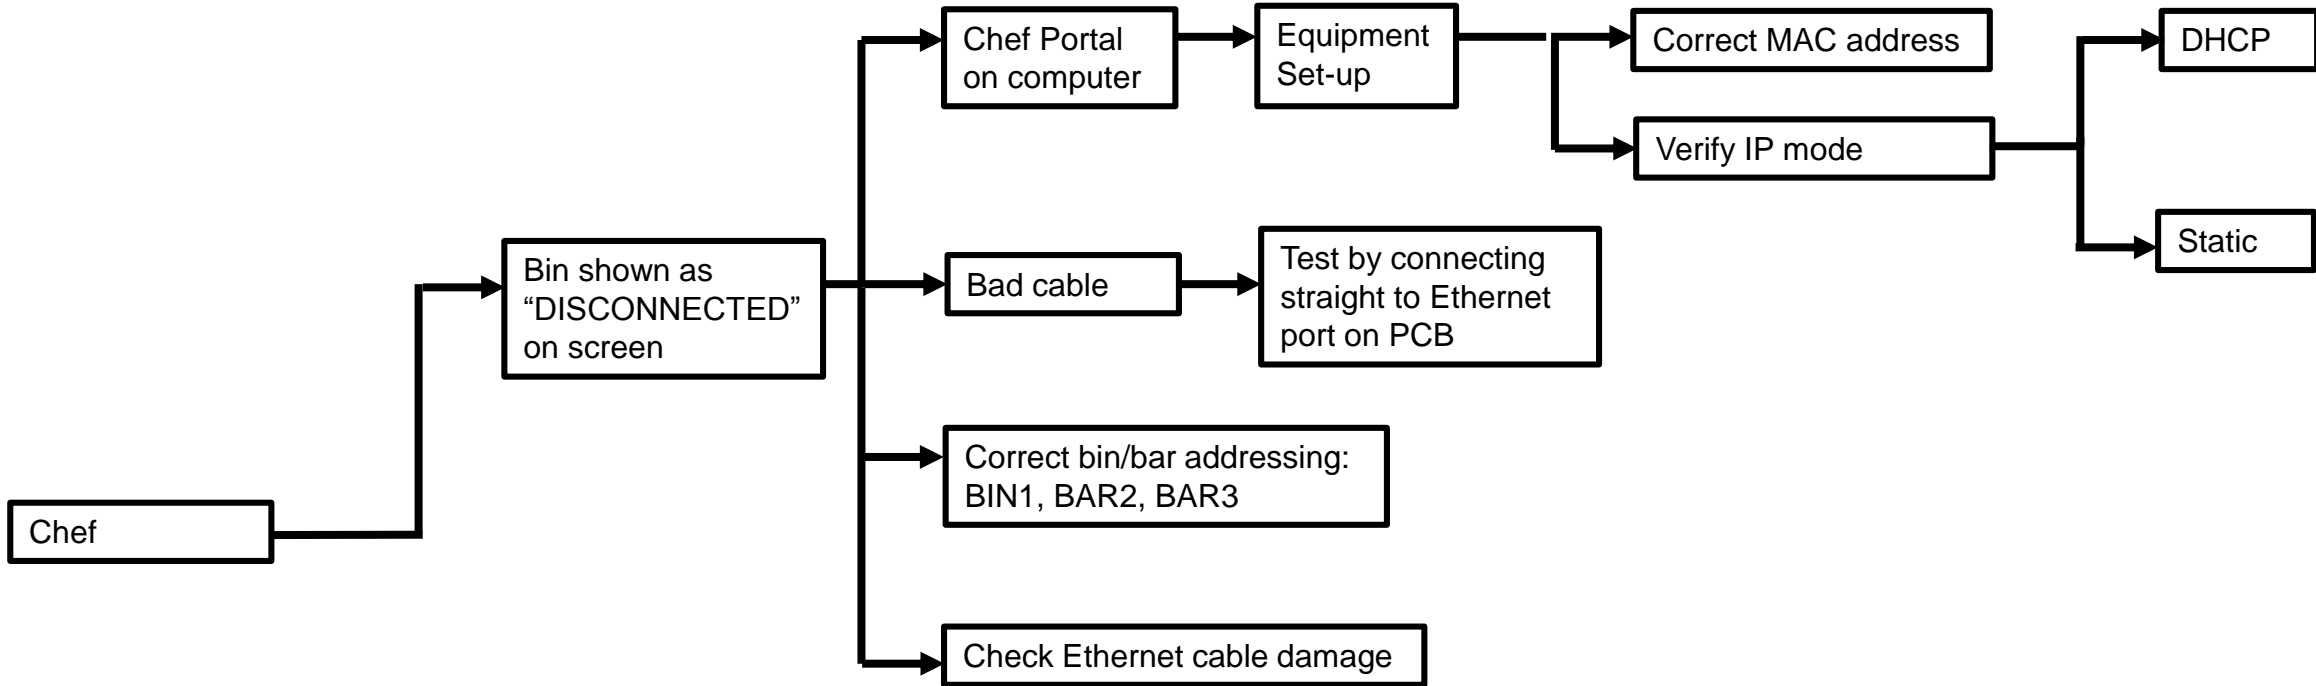 Chef
Bin shown as
“DISCONNECTED”
on screen
Chef Portal
on computer
Equipment
Set-up
Correct MAC address
Verify IP mode
DHCP
Static
Bad cable
Test by connecting
straight to Ethernet
port on PCB
Correct bin/bar addressing:
BIN1, BAR2, BAR3
Check Ethernet cable damage